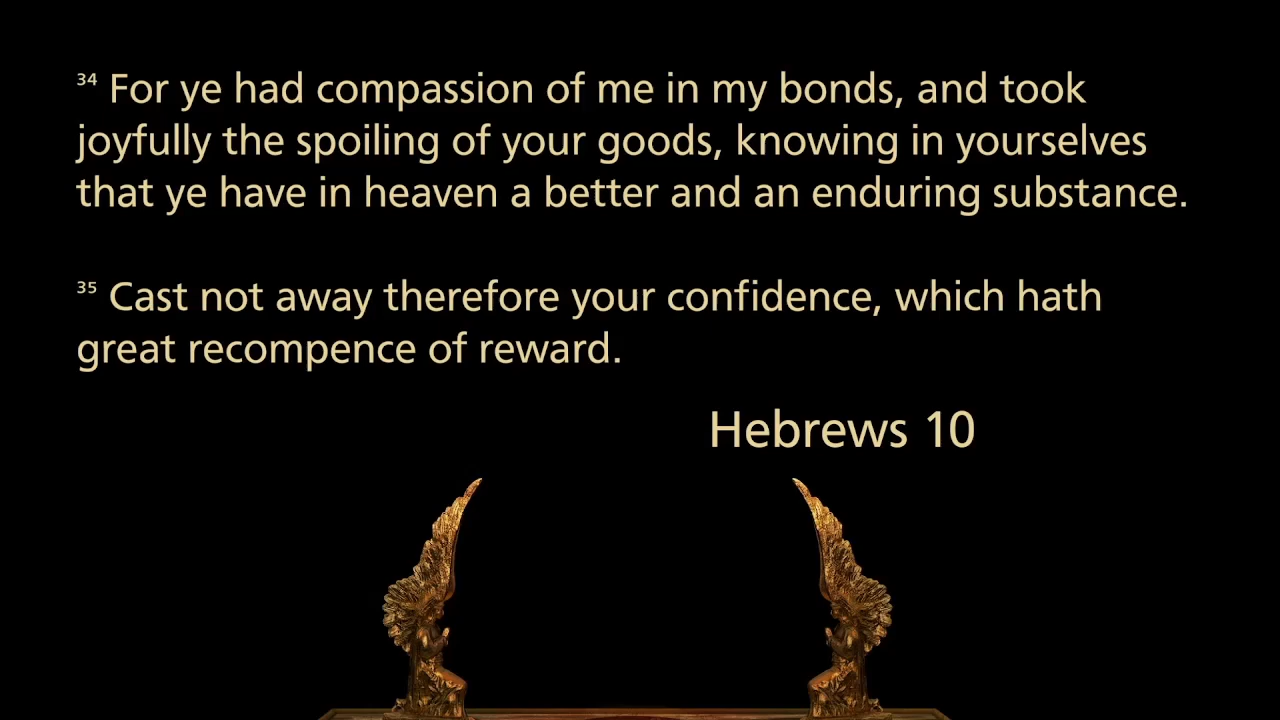 34 For ye had compassion of me in my bonds, and took
joyfully the spoiling of your goods, knowing in yourselves
that ye have in heaven a better and an enduring substance.
35 Cast not away therefore your confidence, which hath
great recompence of reward.
Hebrews 10